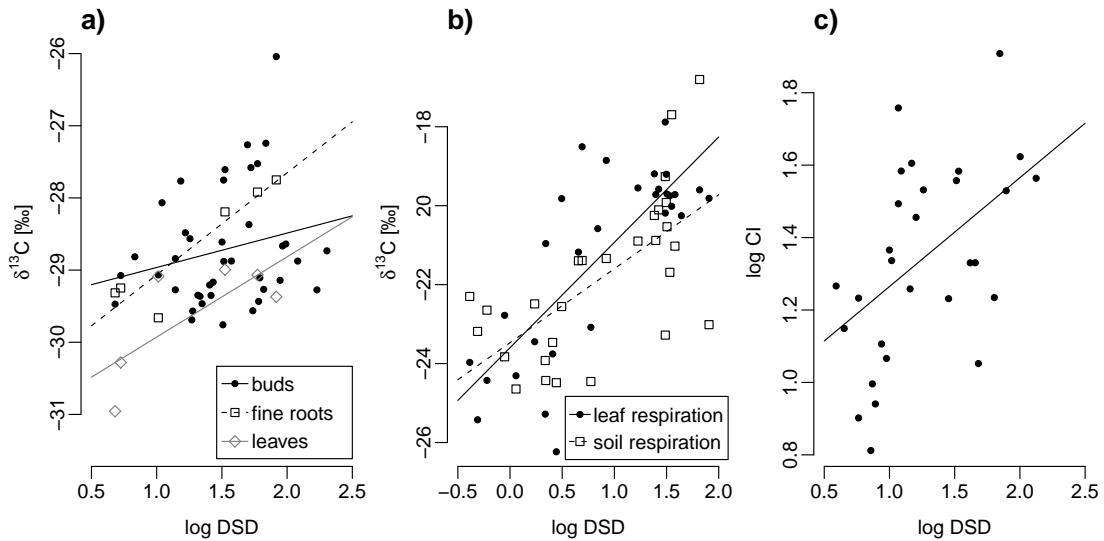 a)
−26
−27
−28
−29
−30
−31
δ13C [‰]
buds
fine roots
leaves
0.5 1.0 1.5 2.0 2.5
log DSD
b)
−18
20
−22
−24
−26
δ13C [‰]
leaf respiration
soil respiration
−0.5 0.0 0.5 1.0 1.5 2.0
log DSD
c)
1.8
1.6
1.4
1.2
1.0
0.8
log CI
0.5 1.0 1.5 2.0 2.5
log DSD